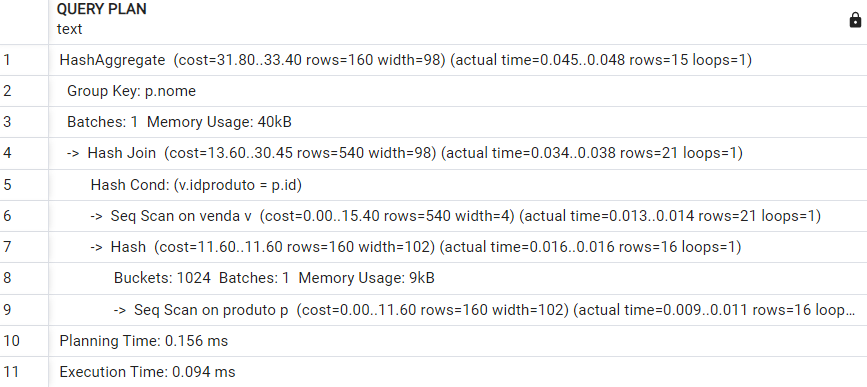 QUERY PLAN
text
1 HashAggregate (cost=31.80..33.40 rows=160 width=98) (actual time=0.045..0.048 rows=15 loops=1)
2 Group Key: p.nome
3 Batches: 1 Memory Usage: 40kB
4 -> Hash Join (cost=13.60..30.45 rows=540 width=98) (actual time=0.034..0.038 rows=21 loops=1)
5 Hash Cond: (v.idproduto = p.id)
6 -> Seq Scan on venda v (cost=0.00..15.40 rows=540 width=4) (actual time=0.013..0.014 rows=21 loops=1)
7 -> Hash (cost=11.60..11.60 rows=160 width=102) (actual time=0.016..0.016 rows=16 loops=1)
8 Buckets: 1024 Batches: 1 Memory Usage: 9kB
9 -> Seq Scan on produto p (cost=0.00..11.60 rows=160 width=102) (actual time=0.009..0.011 rows=16 loop...
10 Planning Time: 0.156 ms
11 Execution Time: 0.094 ms